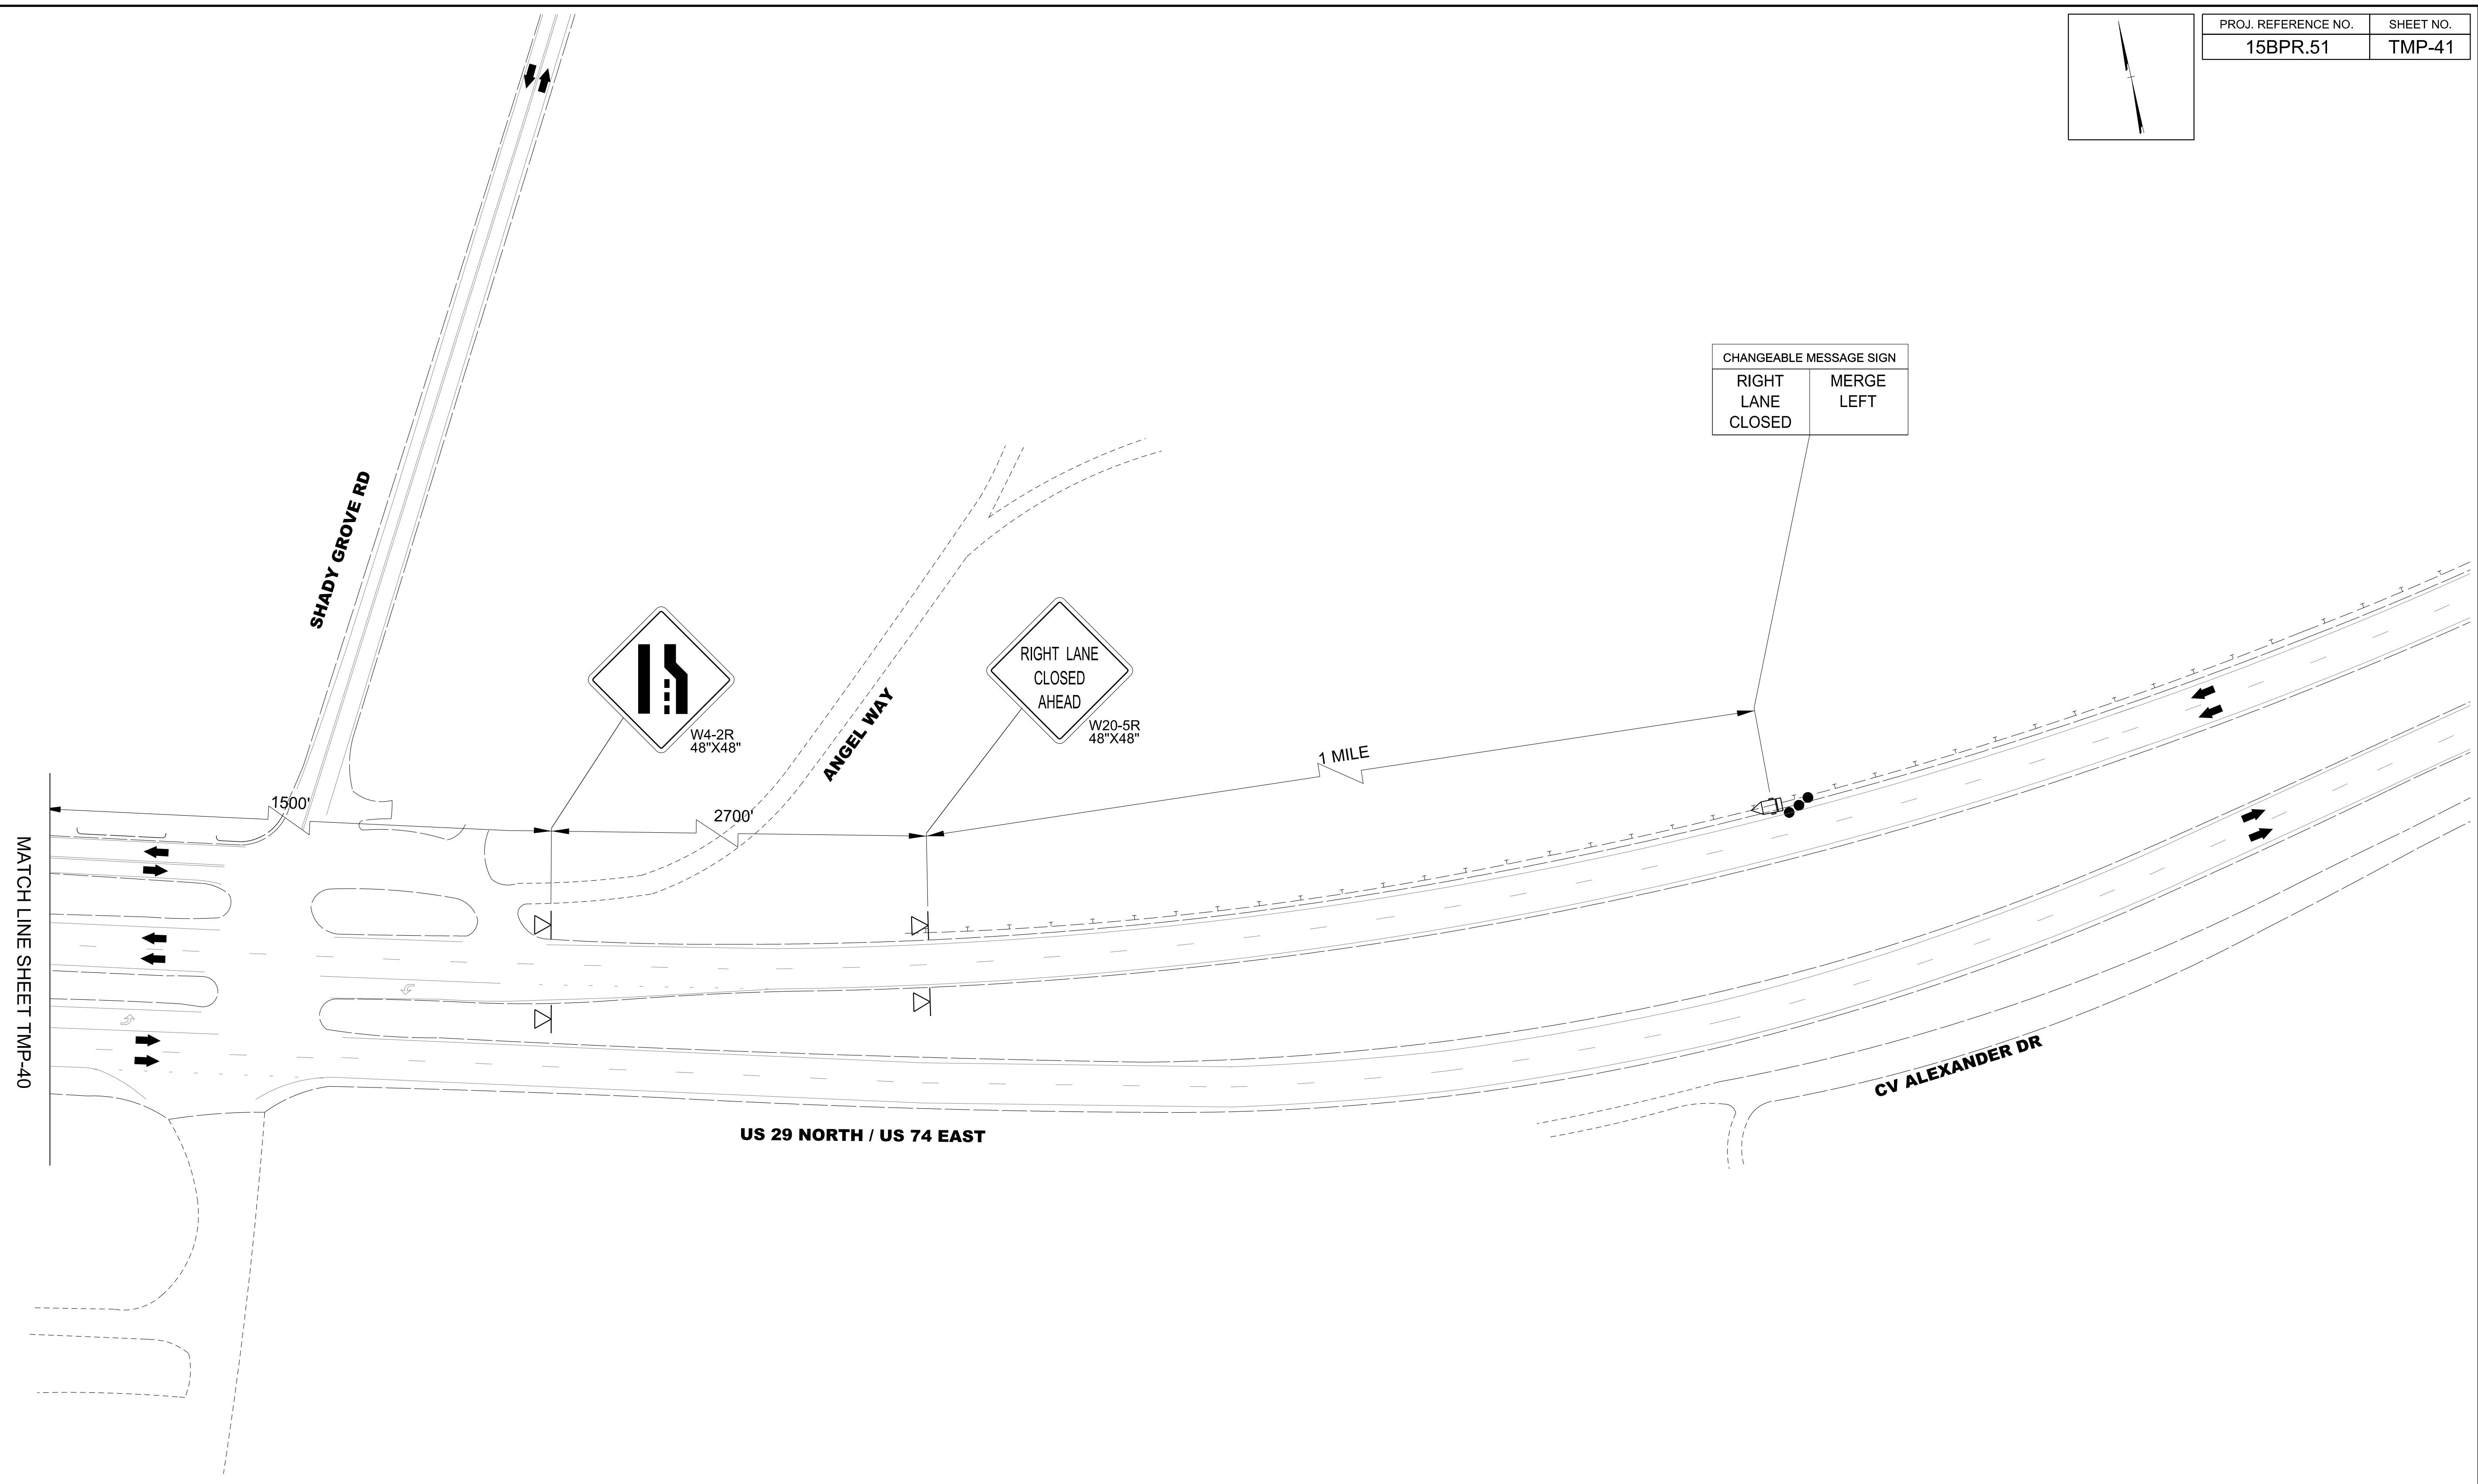 PROJ. REFERENCE NO.
SHEET NO.
15BPR.51
TMP-41
CHANGEABLE MESSAGE SIGN
RIGHT
LANE
CLOSED
MERGE
LEFT
SHADY GROVE RD
W4-2R
48"X48"
ANGEL WAY
RIGHT LANE
CLOSED
AHEAD
W20-5R
48"X48"
1 MILE
1500'
2700'
MATCH LINE SHEET TMP-40
CV ALEXANDER DR
US 29 NORTH / US 74 EAST